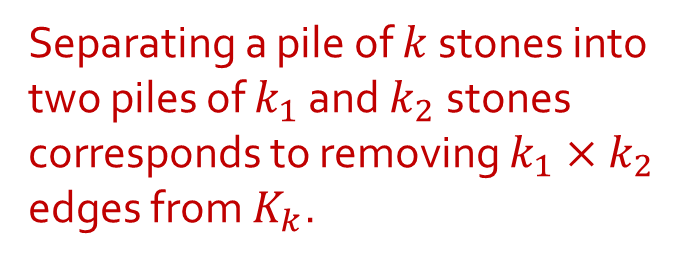 Separating a pile of 𝑘 stones into
two piles of 𝑘₁ and 𝑘₂ stones
corresponds to removing 𝑘₁ × 𝑘₂
edges from 𝐾ₖ.